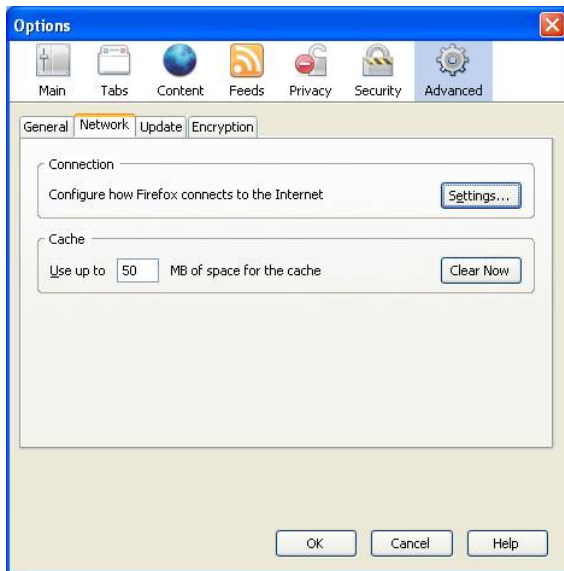 Options
Main Tabs Content Feeds Privacy Security Advanced
General Network Update Encryption
Connection
Configure how Firefox connects to the Internet Settings...
Cache
Use up to 50 MB of space for the cache Clear Now
OK Cancel Help